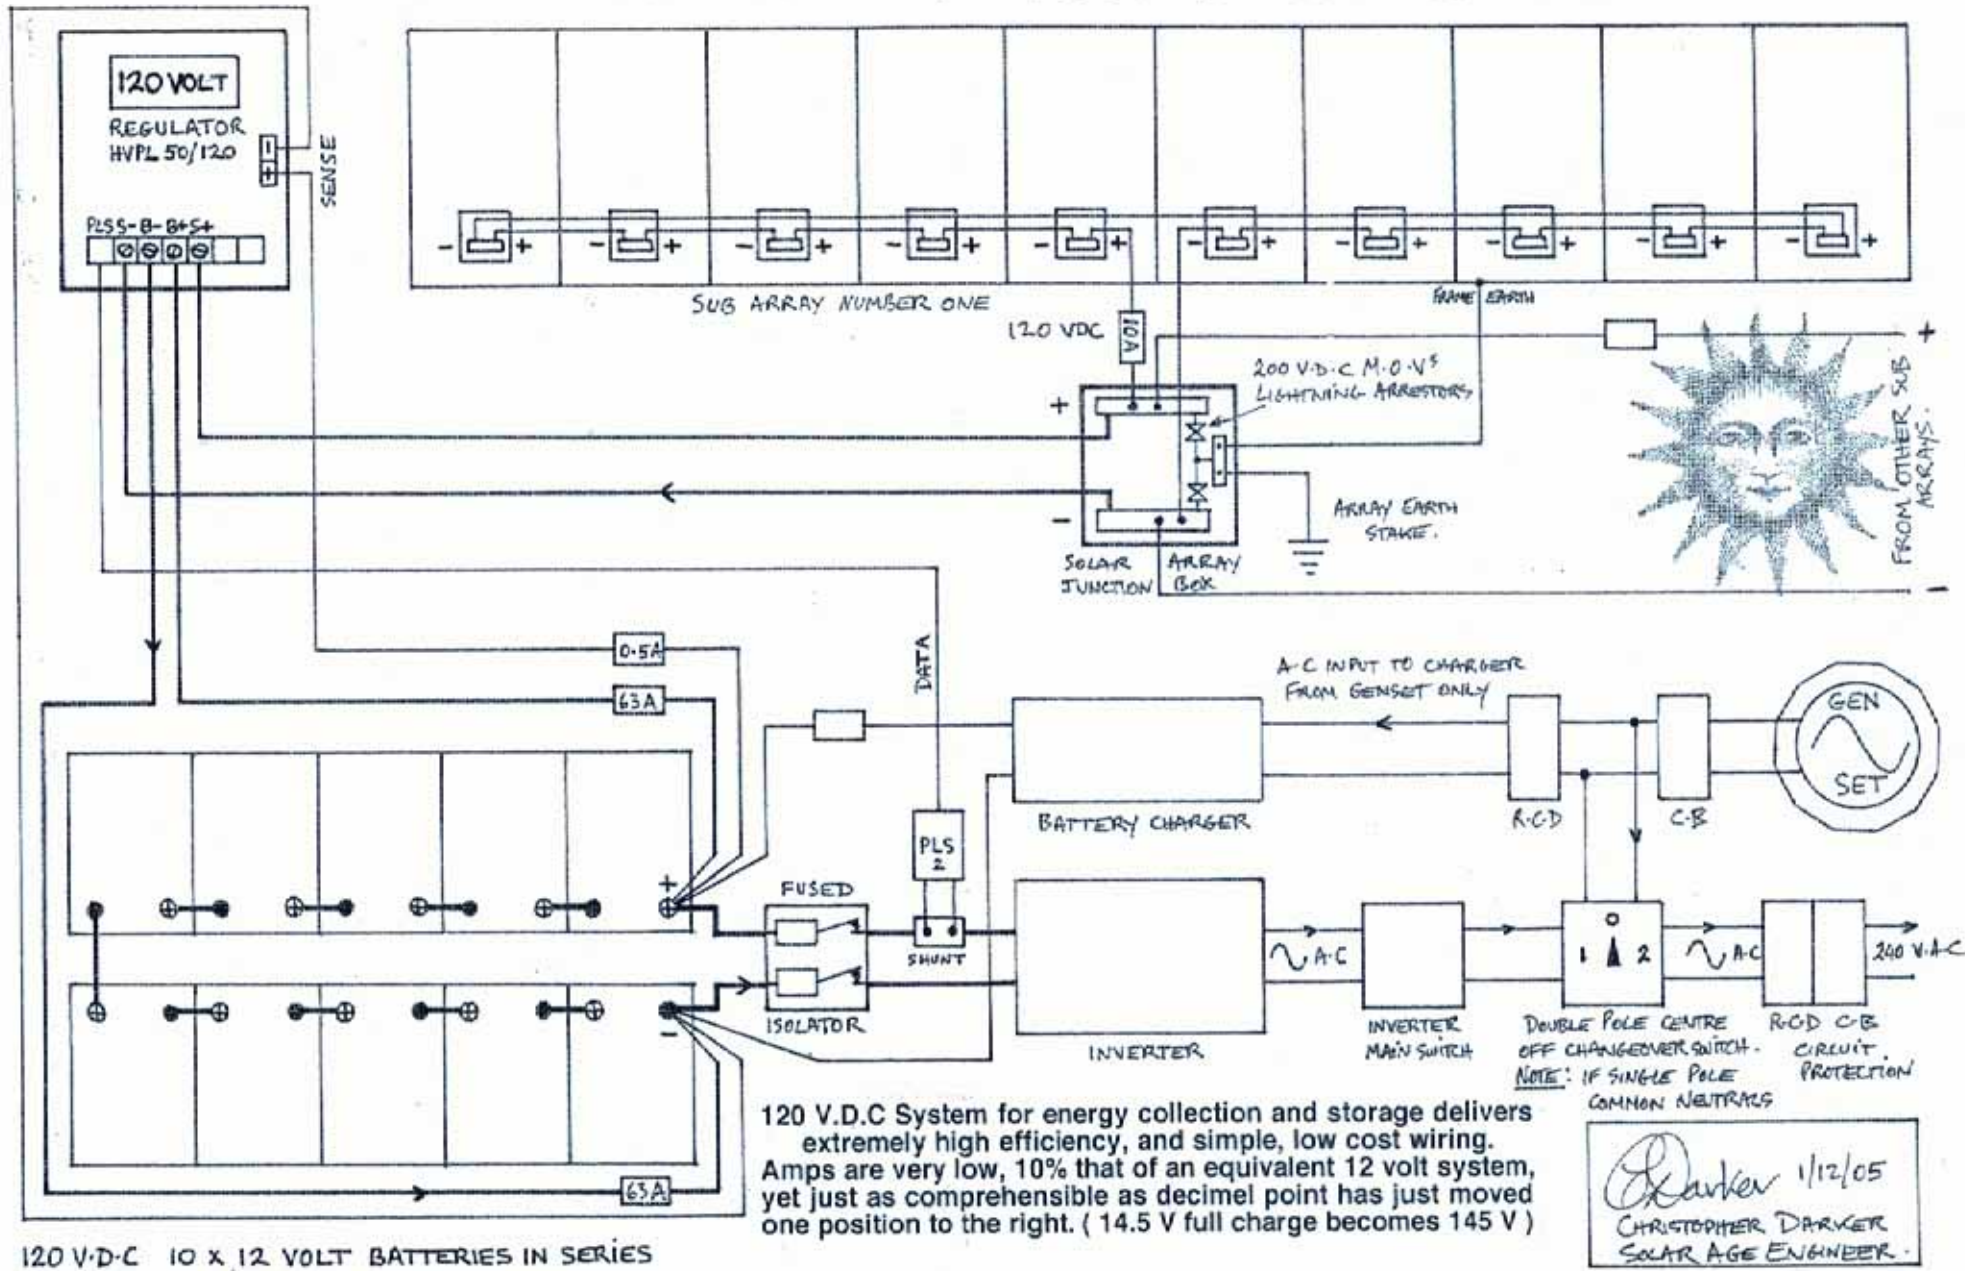 120 VOLT
REGULATOR
HVPL 50/120
- +
SENSE
PLS S- B- B+ S+
- + - + - + - + - + - + - + - + - + - +
SUB ARRAY NUMBER ONE
FRAME EARTH
120 VDC
10A
+
200 V.D.C M.O.V'S
LIGHTNING ARRESTORS
+
-
ARRAY EARTH
STAKE.
SOLAR ARRAY
JUNCTION BOX
FROM OTHER SUB
ARRAYS.
-
0.5A
63A
DATA
A-C INPUT TO CHARGER
FROM GENSET ONLY
GEN
SET
BATTERY CHARGER
R.C.D
C.B
PLS
2
+
FUSED
SHUNT
A.C
0
1 2
A.C
240 V.A.C
-
ISOLATOR
INVERTER
INVERTER
MAIN SWITCH
DOUBLE POLE CENTRE
OFF CHANGEOVER SWITCH.
NOTE: IF SINGLE POLE
COMMON NEUTRALS
R.C.D C.B
CIRCUIT
PROTECTION
120 V.D.C System for energy collection and storage delivers
extremely high efficiency, and simple, low cost wiring.
Amps are very low, 10% that of an equivalent 12 volt system,
yet just as comprehensible as decimel point has just moved
one position to the right. ( 14.5 V full charge becomes 145 V )
63A
120 V.D.C 10 X 12 VOLT BATTERIES IN SERIES
CDarker 1/12/05
CHRISTOPHER DARKER
SOLAR AGE ENGINEER.